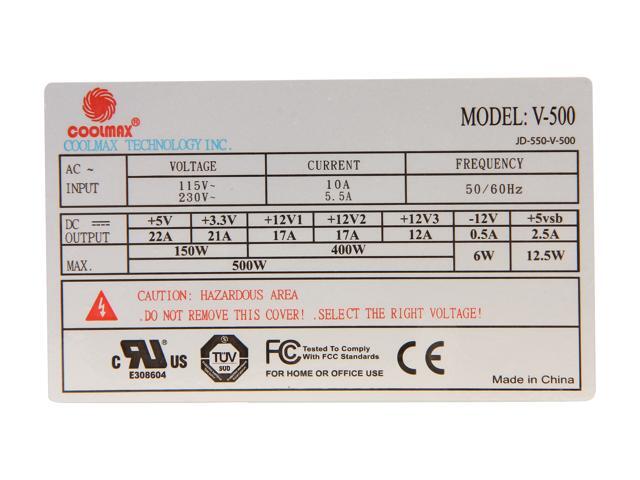 COOLMAX®
COOLMAX TECHNOLOGY INC.
MODEL: V-500
JD-550-V-500
AC ~ INPUT
VOLTAGE CURRENT FREQUENCY
115V~ 10A 50/60Hz
230V~ 5.5A
DC OUTPUT +5V +3.3V +12V1 +12V2 +12V3 -12V +5vsb
22A 21A 17A 17A 12A 0.5A 2.5A
MAX. 150W 400W 6W 12.5W
500W
CAUTION: HAZARDOUS AREA
.DO NOT REMOVE THIS COVER! .SELECT THE RIGHT VOLTAGE!
C RU US
E308604
TÜV
SÜD
FC Tested To Comply
With FCC Standards
FOR HOME OR OFFICE USE
CE
Made in China